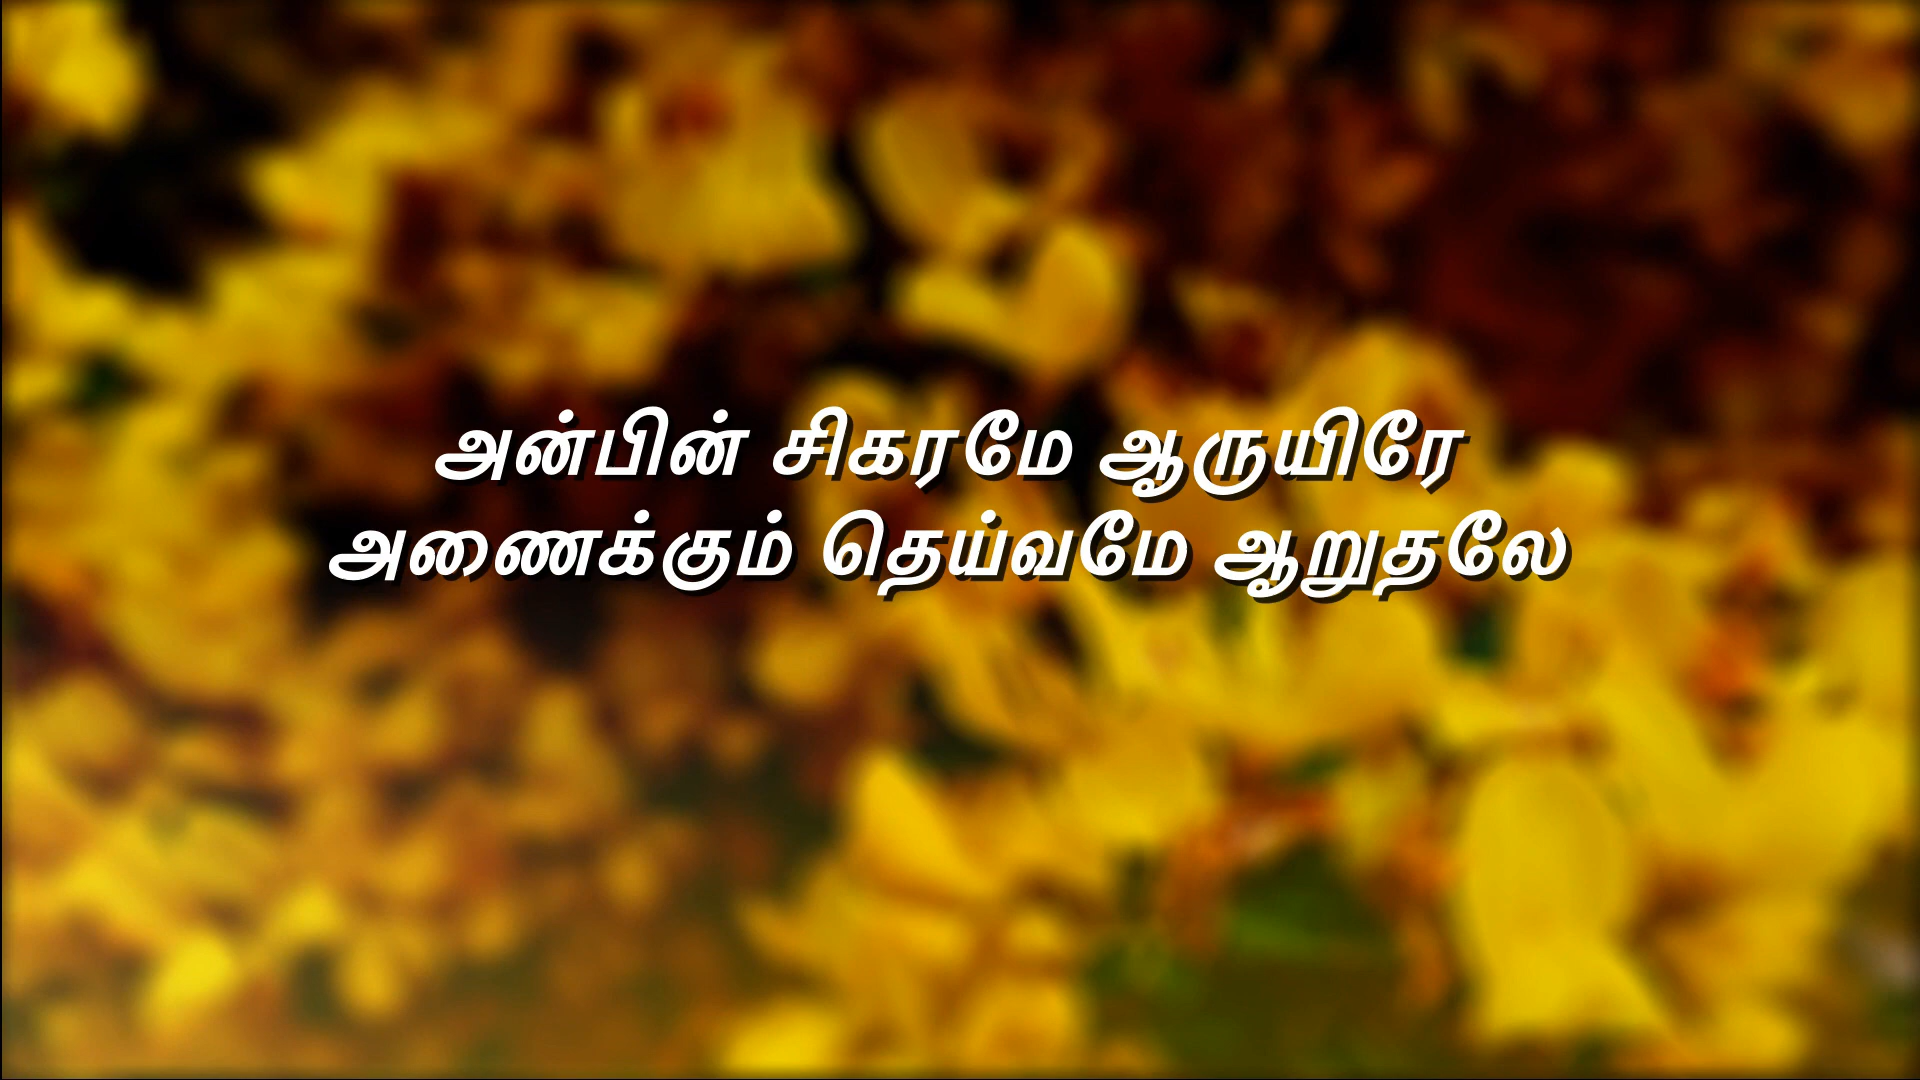 அன்பின் சிகரமே ஆருயிரே
அணைக்கும் தெய்வமே ஆறுதலே